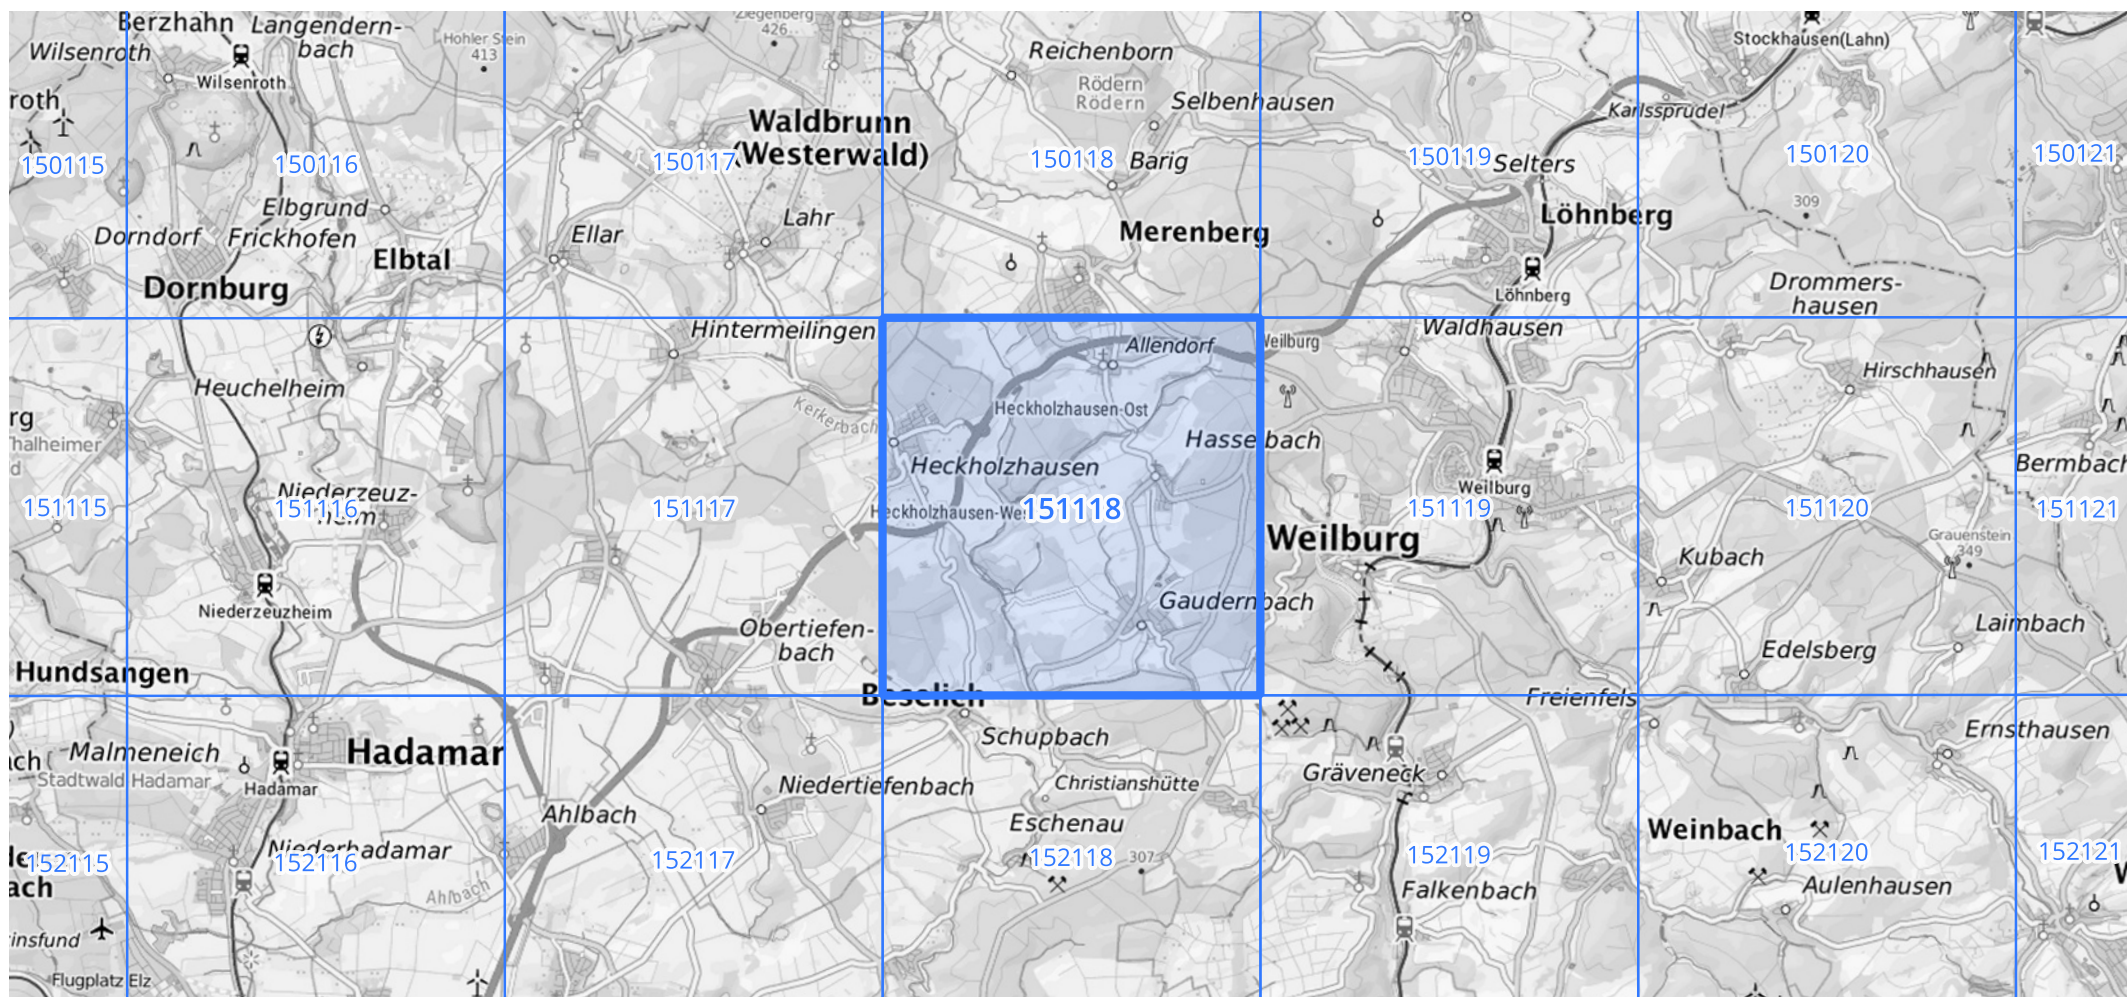 Berzhahn
Langendern-
bach
Wilsenroth
Wilsenroth
Hohler Stein
413
Ziegenberg
426
Reichenborn
Rödern
Rödern
Selbenhausen
Stockhausen(Lahn)
Karlssprudel
roth
Waldbrunn
(Westerwald)
150115
150116
150117
150118
Barig
150119
Selters
150120
150121
Elbgrund
Dorndorf
Frickhofen
Elbtal
Dornburg
Ellar
Lahr
Merenberg
Löhnberg
Löhnberg
309
Drommers-
hausen
Hintermeilingen
Allendorf
Weilburg
Waldhausen
Heuchelheim
Kerkerbach
Heckholzhausen-Ost
Hasselbach
Hirschhausen
rg
Thalheimer
d
Heckholzhausen
Weilburg
Bermbach
Niederzeuz-
heim
151115
151116
151117
Heckholzhausen-We
151118
151119
151120
151121
Weilburg
Grauenstein
349
Kubach
Niederzeuzheim
Gaudernbach
Obertiefen-
bach
Laimbach
Edelsberg
Hundsangen
Beselich
Freienfels
Malmeneich
ach
Stadtwald Hadamar
Hadamar
Hadamar
Schupbach
Christianshütte
Gräveneck
Ernsthausen
Niedertiefenbach
Ahlbach
Eschenau
Weinbach
Niederhadamar
152115
152116
152117
152118
307
152119
152120
152121
ach
Ahlbach
Falkenbach
Aulenhausen
insfund
Flugplatz Elz